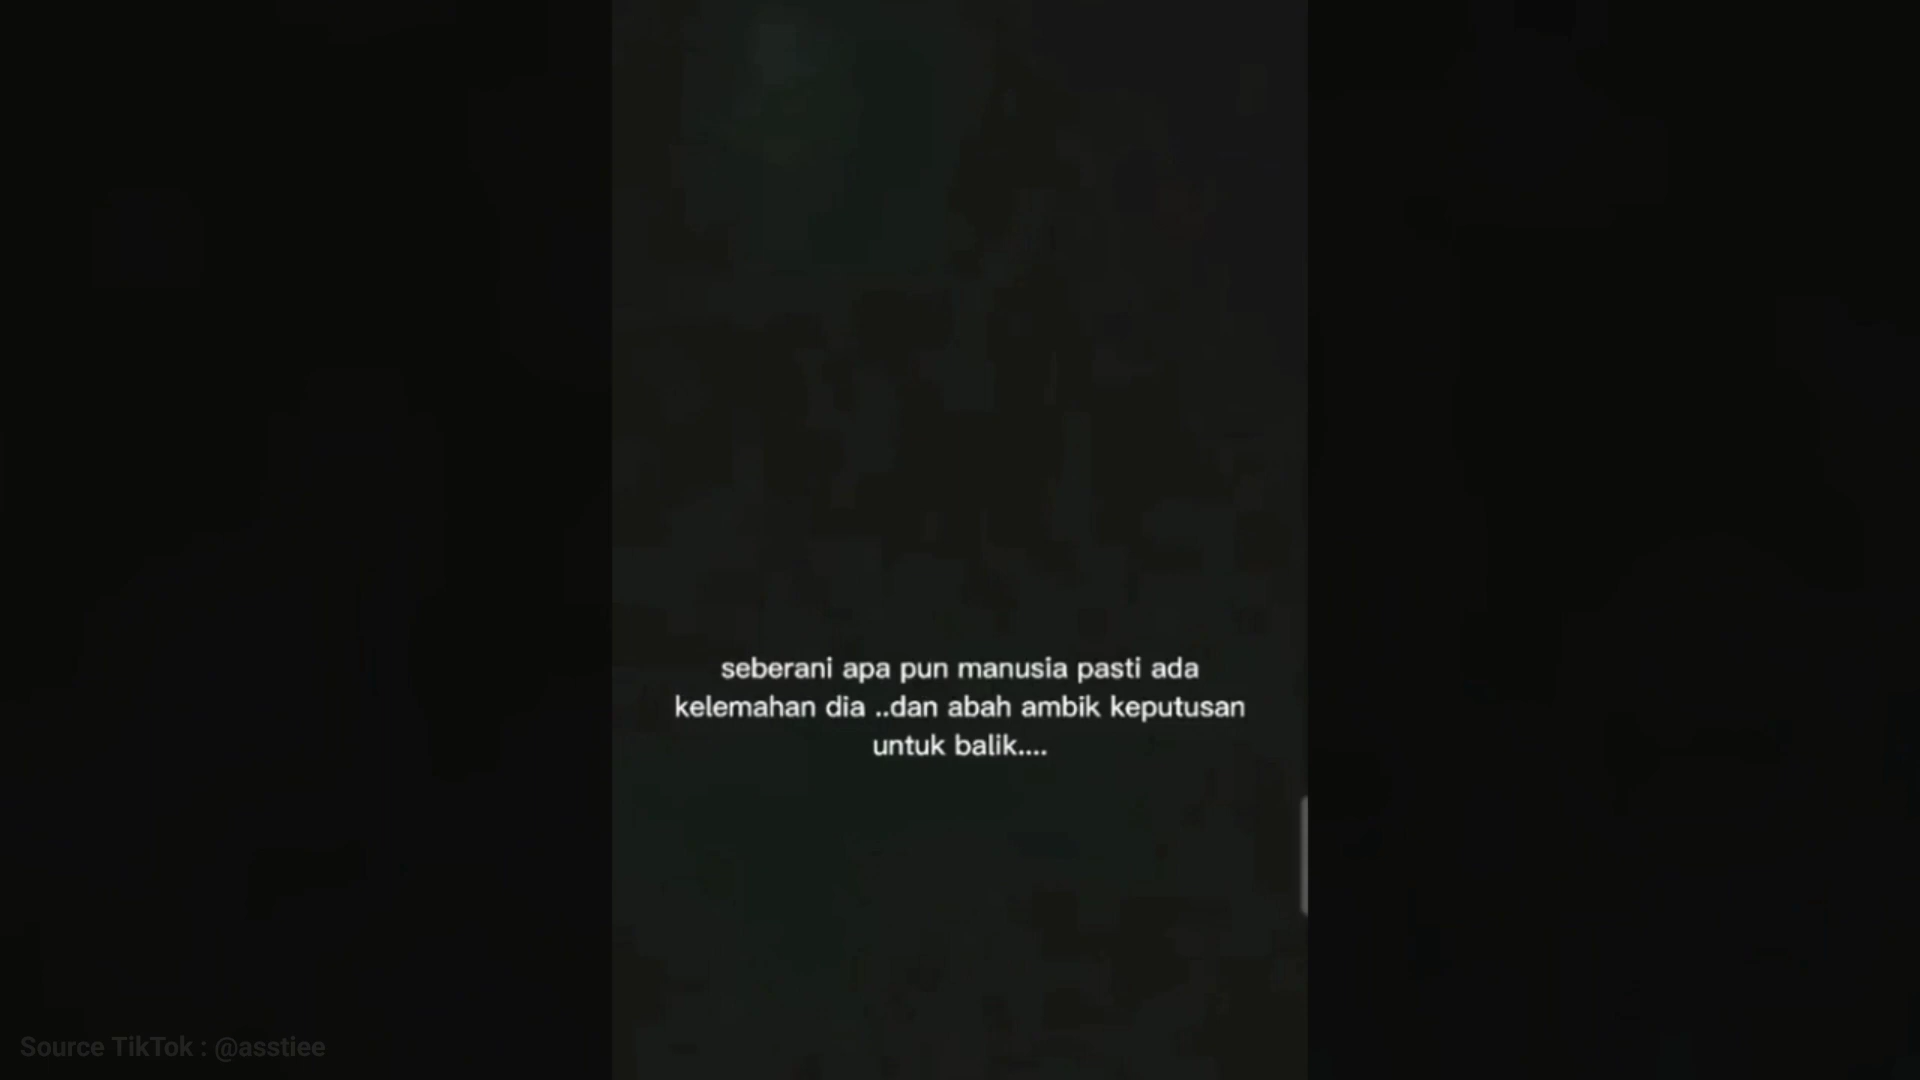 seberani apa pun manusia pasti ada
kelemahan dia ..dan abah ambik keputusan
untuk balik....
Source TikTok : @asstiee